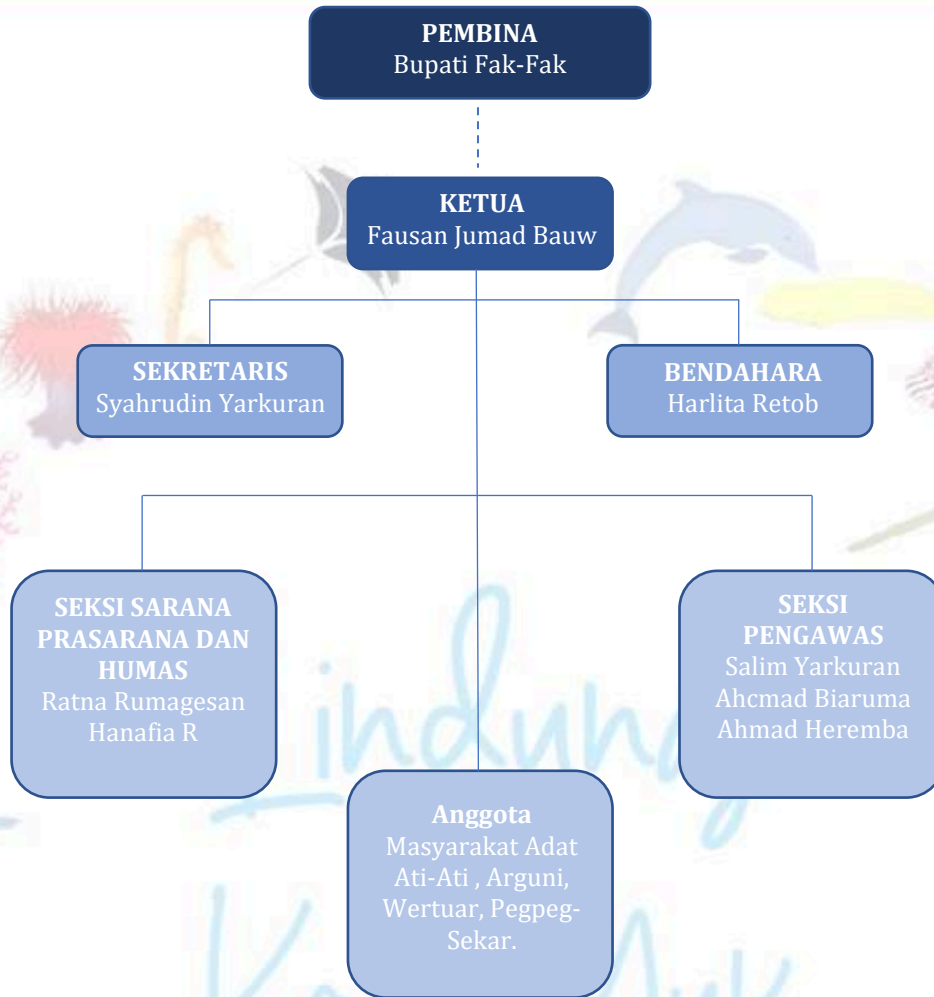 PEMBINA
Bupati Fak-Fak
KETUA
Fausan Jumad Bauw
SEKRETARIS
Syahrudin Yarkuran
BENDAHARA
Harlita Retob
SEKSI SARANA
PRASARANA DAN
HUMAS
Ratna Rumagesan
Hanafia R
SEKSI
PENGAWAS
Salim Yarkuran
Ahcmad Biaruma
Ahmad Heremba
Anggota
Masyarakat Adat
Ati-Ati , Arguni,
Wertuar, Pegpeg-
Sekar.